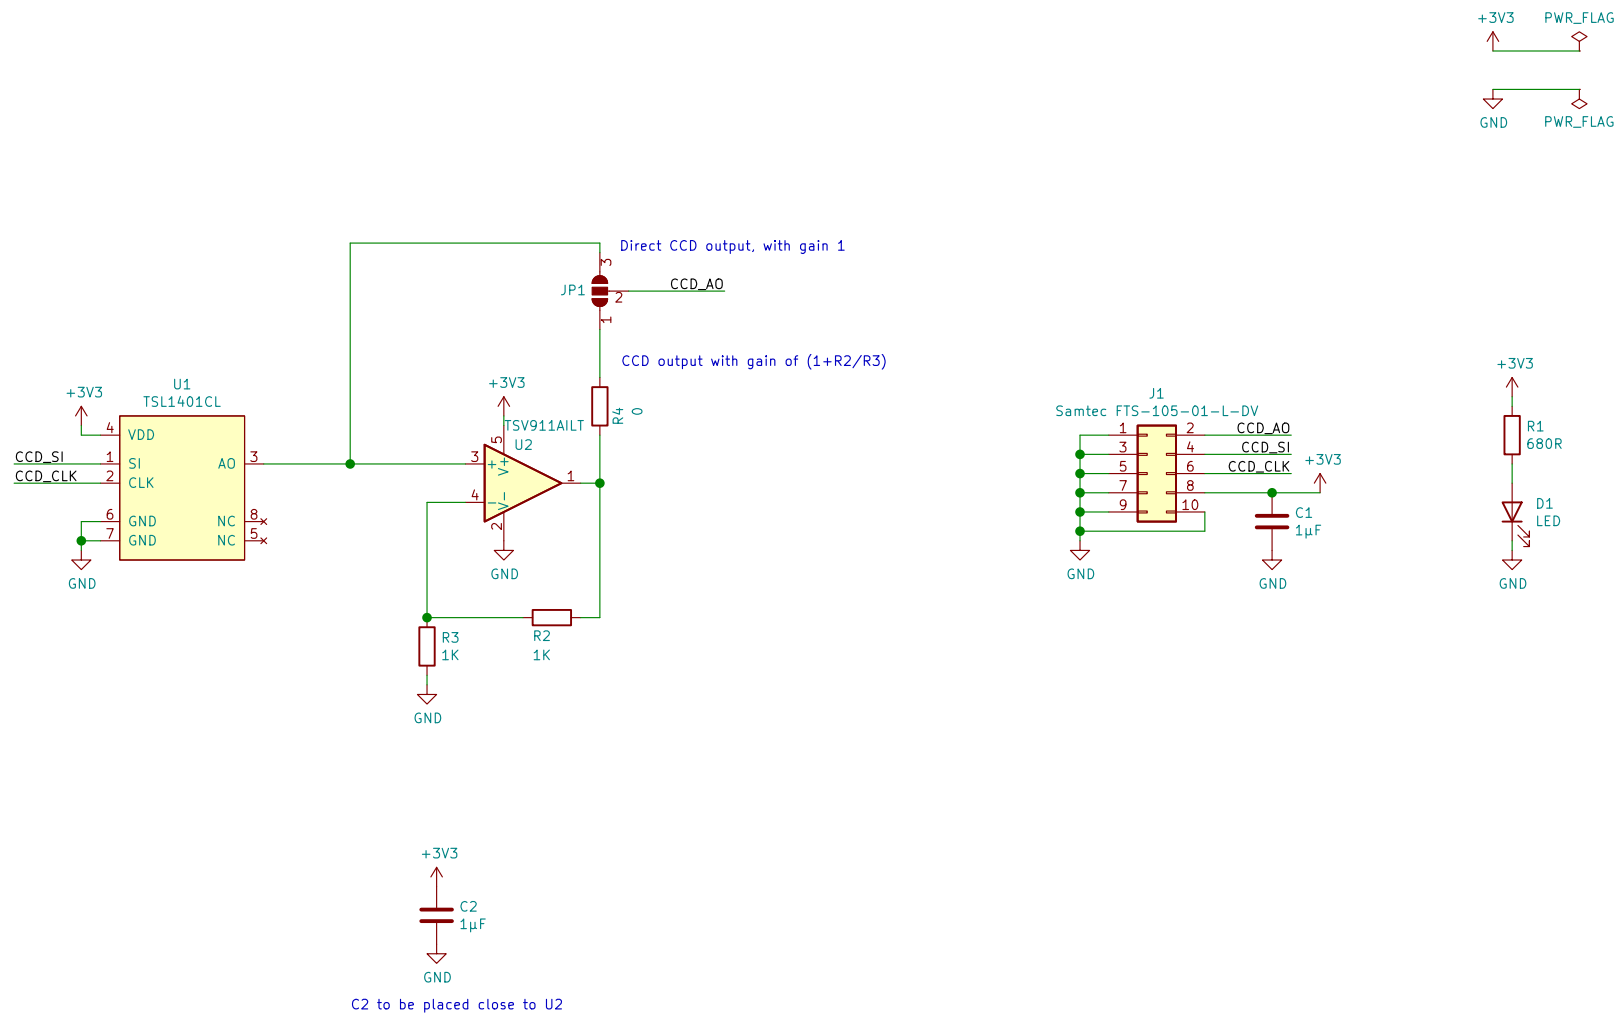 +3V3 PWR_FLAG
GND PWR_FLAG
Direct CCD output, with gain 1
3
JP1
2
CCD_AO
1
CCD output with gain of (1+R2/R3)
+3V3
U1
TSL1401CL
4 VDD
CCD_SI 1 SI AO 3
CCD_CLK 2 CLK
6 GND NC 8
7 GND NC 5
GND
+3V3
TSV911AILT
U2
5
3 + V+
4 - V-
1
2
GND
R4
0
R3
1K
R2
1K
GND
J1
Samtec FTS-105-01-L-DV
1 2 CCD_AO
3 4 CCD_SI
5 6 CCD_CLK
7 8
9 10
+3V3
C1
1µF
GND
GND
+3V3
R1
680R
D1
LED
GND
+3V3
C2
1µF
GND
C2 to be placed close to U2